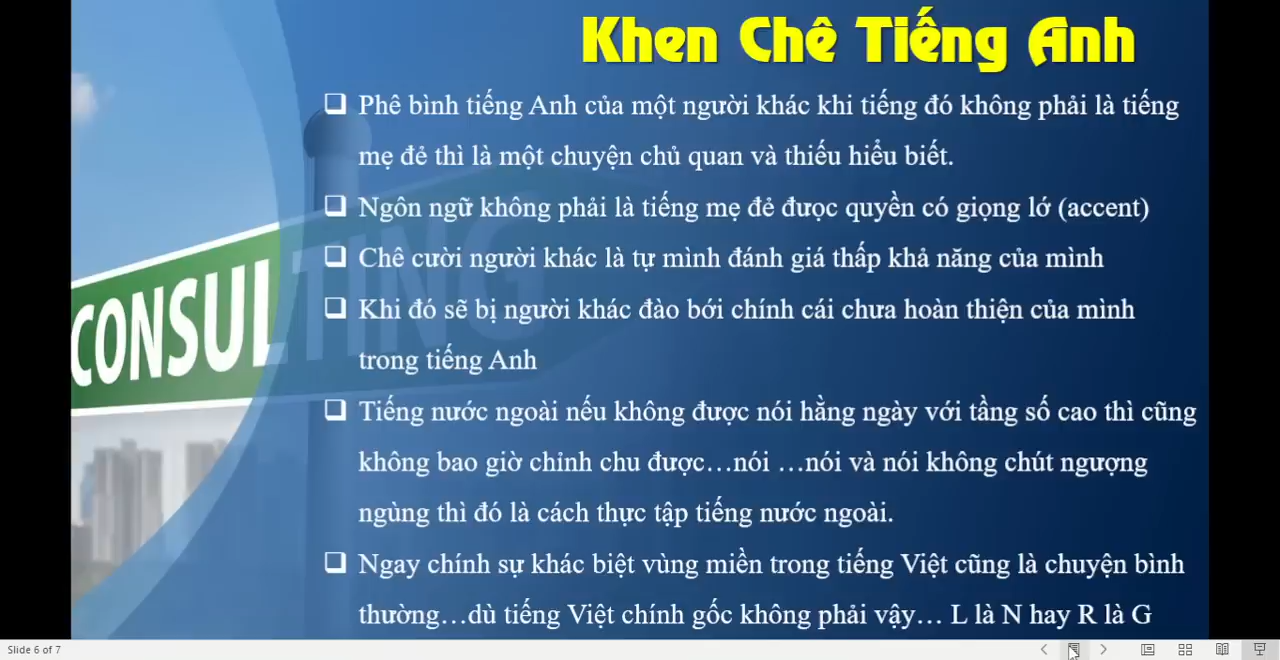 Khen Chê Tiếng Anh
Phê bình tiếng Anh của một người khác khi tiếng đó không phải là tiếng
mẹ đẻ thì là một chuyện chủ quan và thiếu hiểu biết.
Ngôn ngữ không phải là tiếng mẹ đẻ được quyền có giọng lớ (accent)
Chê cười người khác là tự mình đánh giá thấp khả năng của mình
Khi đó sẽ bị người khác đào bới chính cái chưa hoàn thiện của mình
trong tiếng Anh
Tiếng nước ngoài nếu không được nói hằng ngày với tầng số cao thì cũng
không bao giờ chỉnh chu được…nói …nói và nói không chút ngượng
ngùng thì đó là cách thực tập tiếng nước ngoài.
Ngay chính sự khác biệt vùng miền trong tiếng Việt cũng là chuyện bình
thường…dù tiếng Việt chính gốc không phải vậy… L là N hay R là G
CONSULTING
Slide 6 of 7